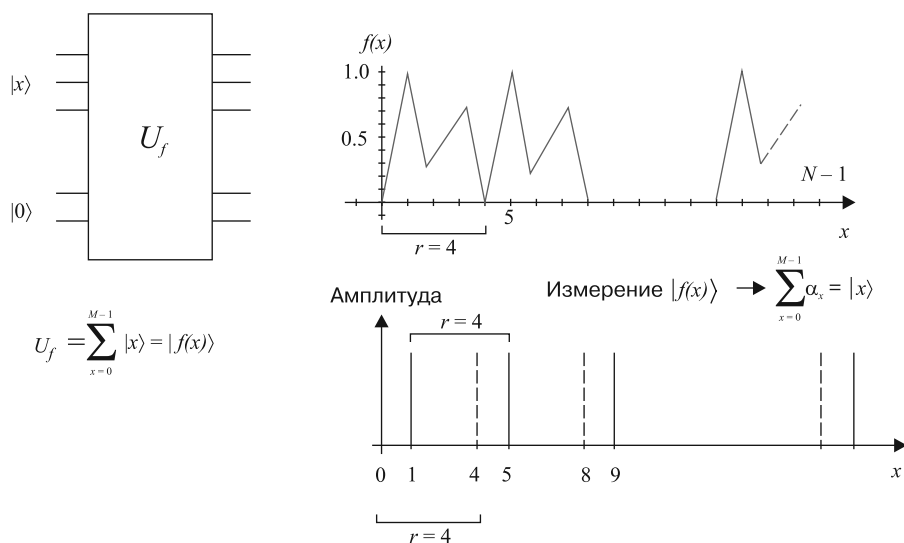 |x⟩
U_f
|0⟩
U_f = ∑_{x=0}^{M–1} |x⟩ = |f(x)⟩
f(x)
1.0
0.5
N – 1
5
x
r = 4
Измерение |f(x)⟩ → ∑_{x=0}^{M–1} α_x = |x⟩
Амплитуда
r = 4
0 1 4 5 8 9 x
r = 4